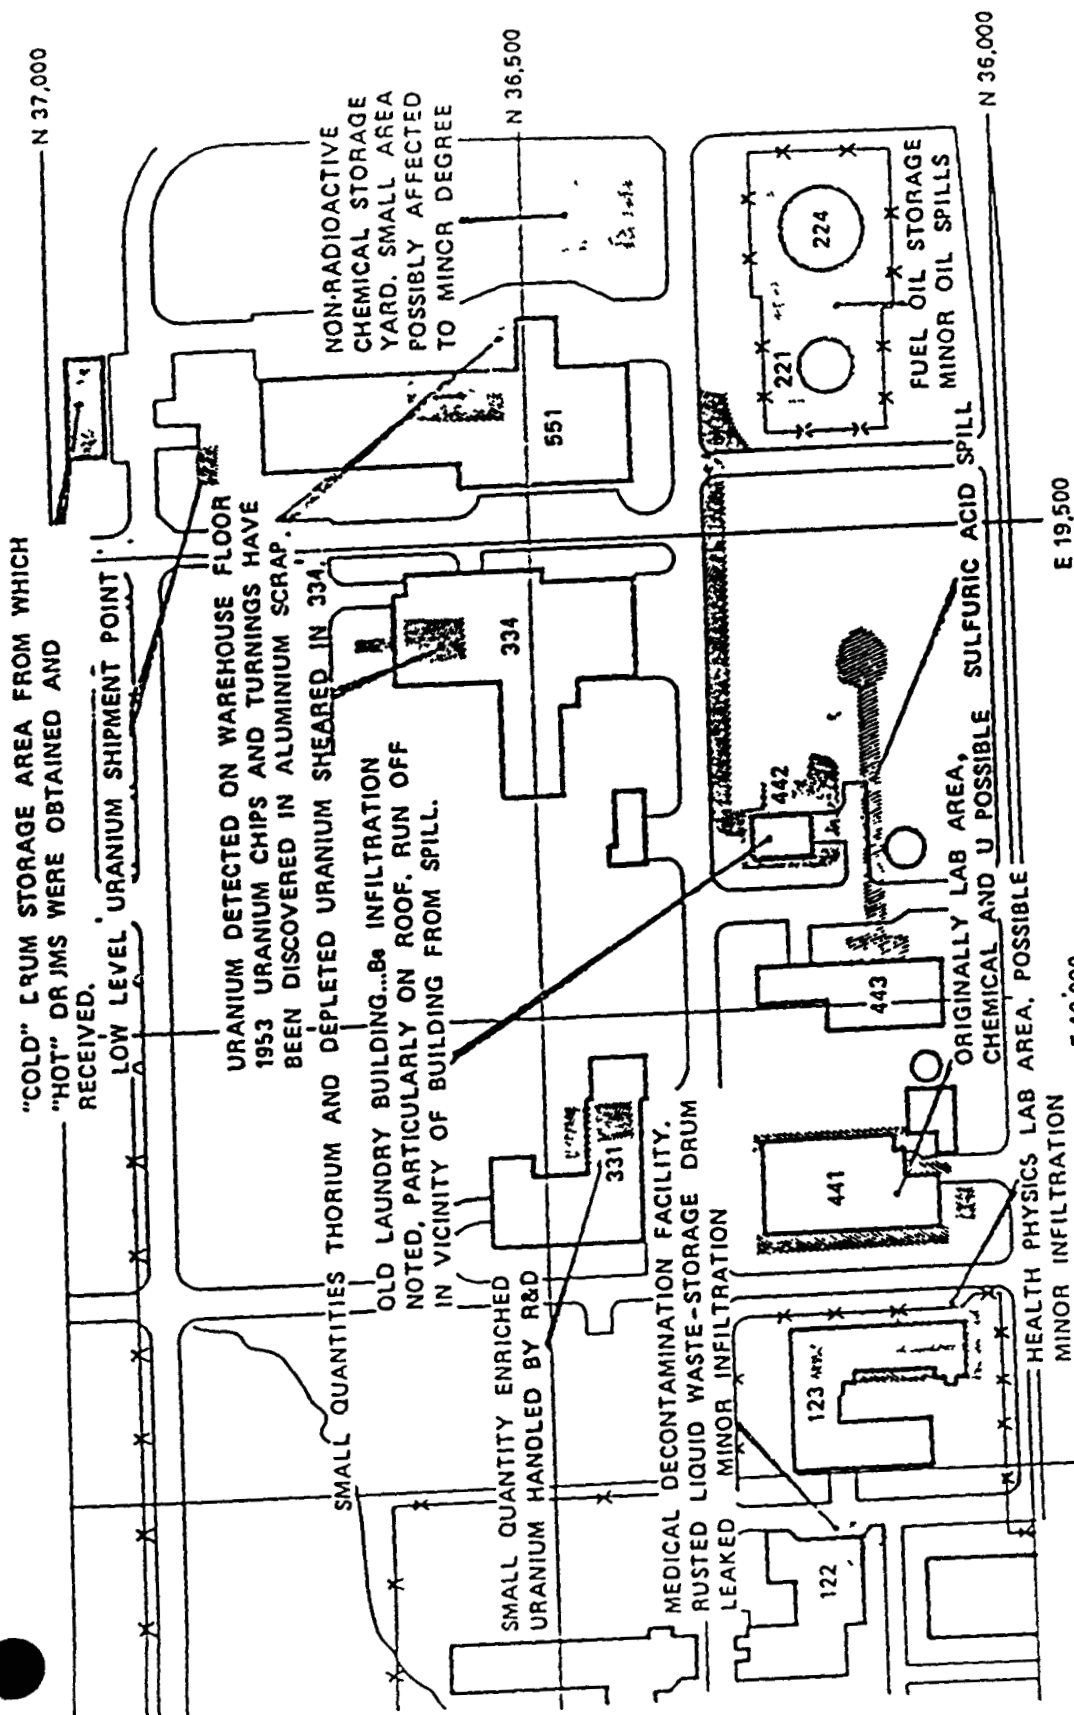 "COLD" DRUM STORAGE AREA FROM WHICH
"HOT" DRUMS WERE OBTAINED AND
RECEIVED.
LOW LEVEL URANIUM SHIPMENT POINT
URANIUM DETECTED ON WAREHOUSE FLOOR
1953 URANIUM CHIPS AND TURNINGS HAVE
BEEN DISCOVERED IN ALUMINIUM SCRAP.
SMALL QUANTITIES THORIUM AND DEPLETED URANIUM SHEARED IN 334.
OLD LAUNDRY BUILDING...Be INFILTRATION
NOTED, PARTICULARLY ON ROOF. RUN OFF
IN VICINITY OF BUILDING FROM SPILL.
SMALL QUANTITY ENRICHED
URANIUM HANDLED BY R&D
MEDICAL DECONTAMINATION FACILITY.
RUSTED LIQUID WASTE-STORAGE DRUM
LEAKED MINOR INFILTRATION
NON-RADIOACTIVE
CHEMICAL STORAGE
YARD. SMALL AREA
POSSIBLY AFFECTED
TO MINOR DEGREE
FUEL OIL STORAGE
MINOR OIL SPILLS
SULFURIC ACID SPILL
ORIGINALLY LAB AREA,
CHEMICAL AND U POSSIBLE
HEALTH PHYSICS LAB AREA, POSSIBLE
MINOR INFILTRATION
N 37,000
N 36,500
N 36,000
E 19,500
551
334
331
224
221
442
443
441
123
122